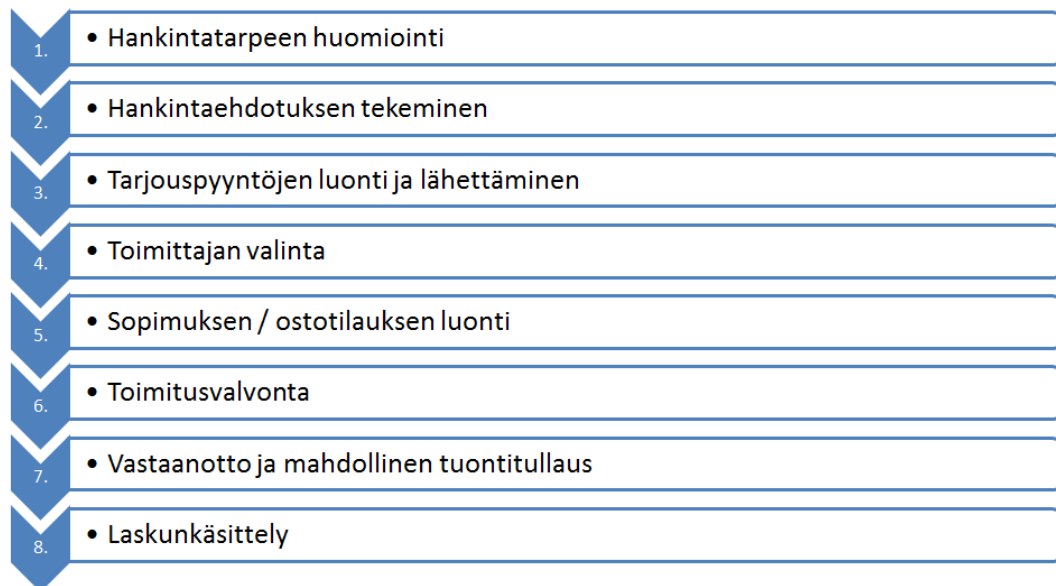 1. • Hankintatarpeen huomiointi
2. • Hankintaehdotuksen tekeminen
3. • Tarjouspyyntöjen luonti ja lähettäminen
4. • Toimittajan valinta
5. • Sopimuksen / ostotilauksen luonti
6. • Toimitusvalvonta
7. • Vastaanotto ja mahdollinen tuontitullaus
8. • Laskunkäsittely